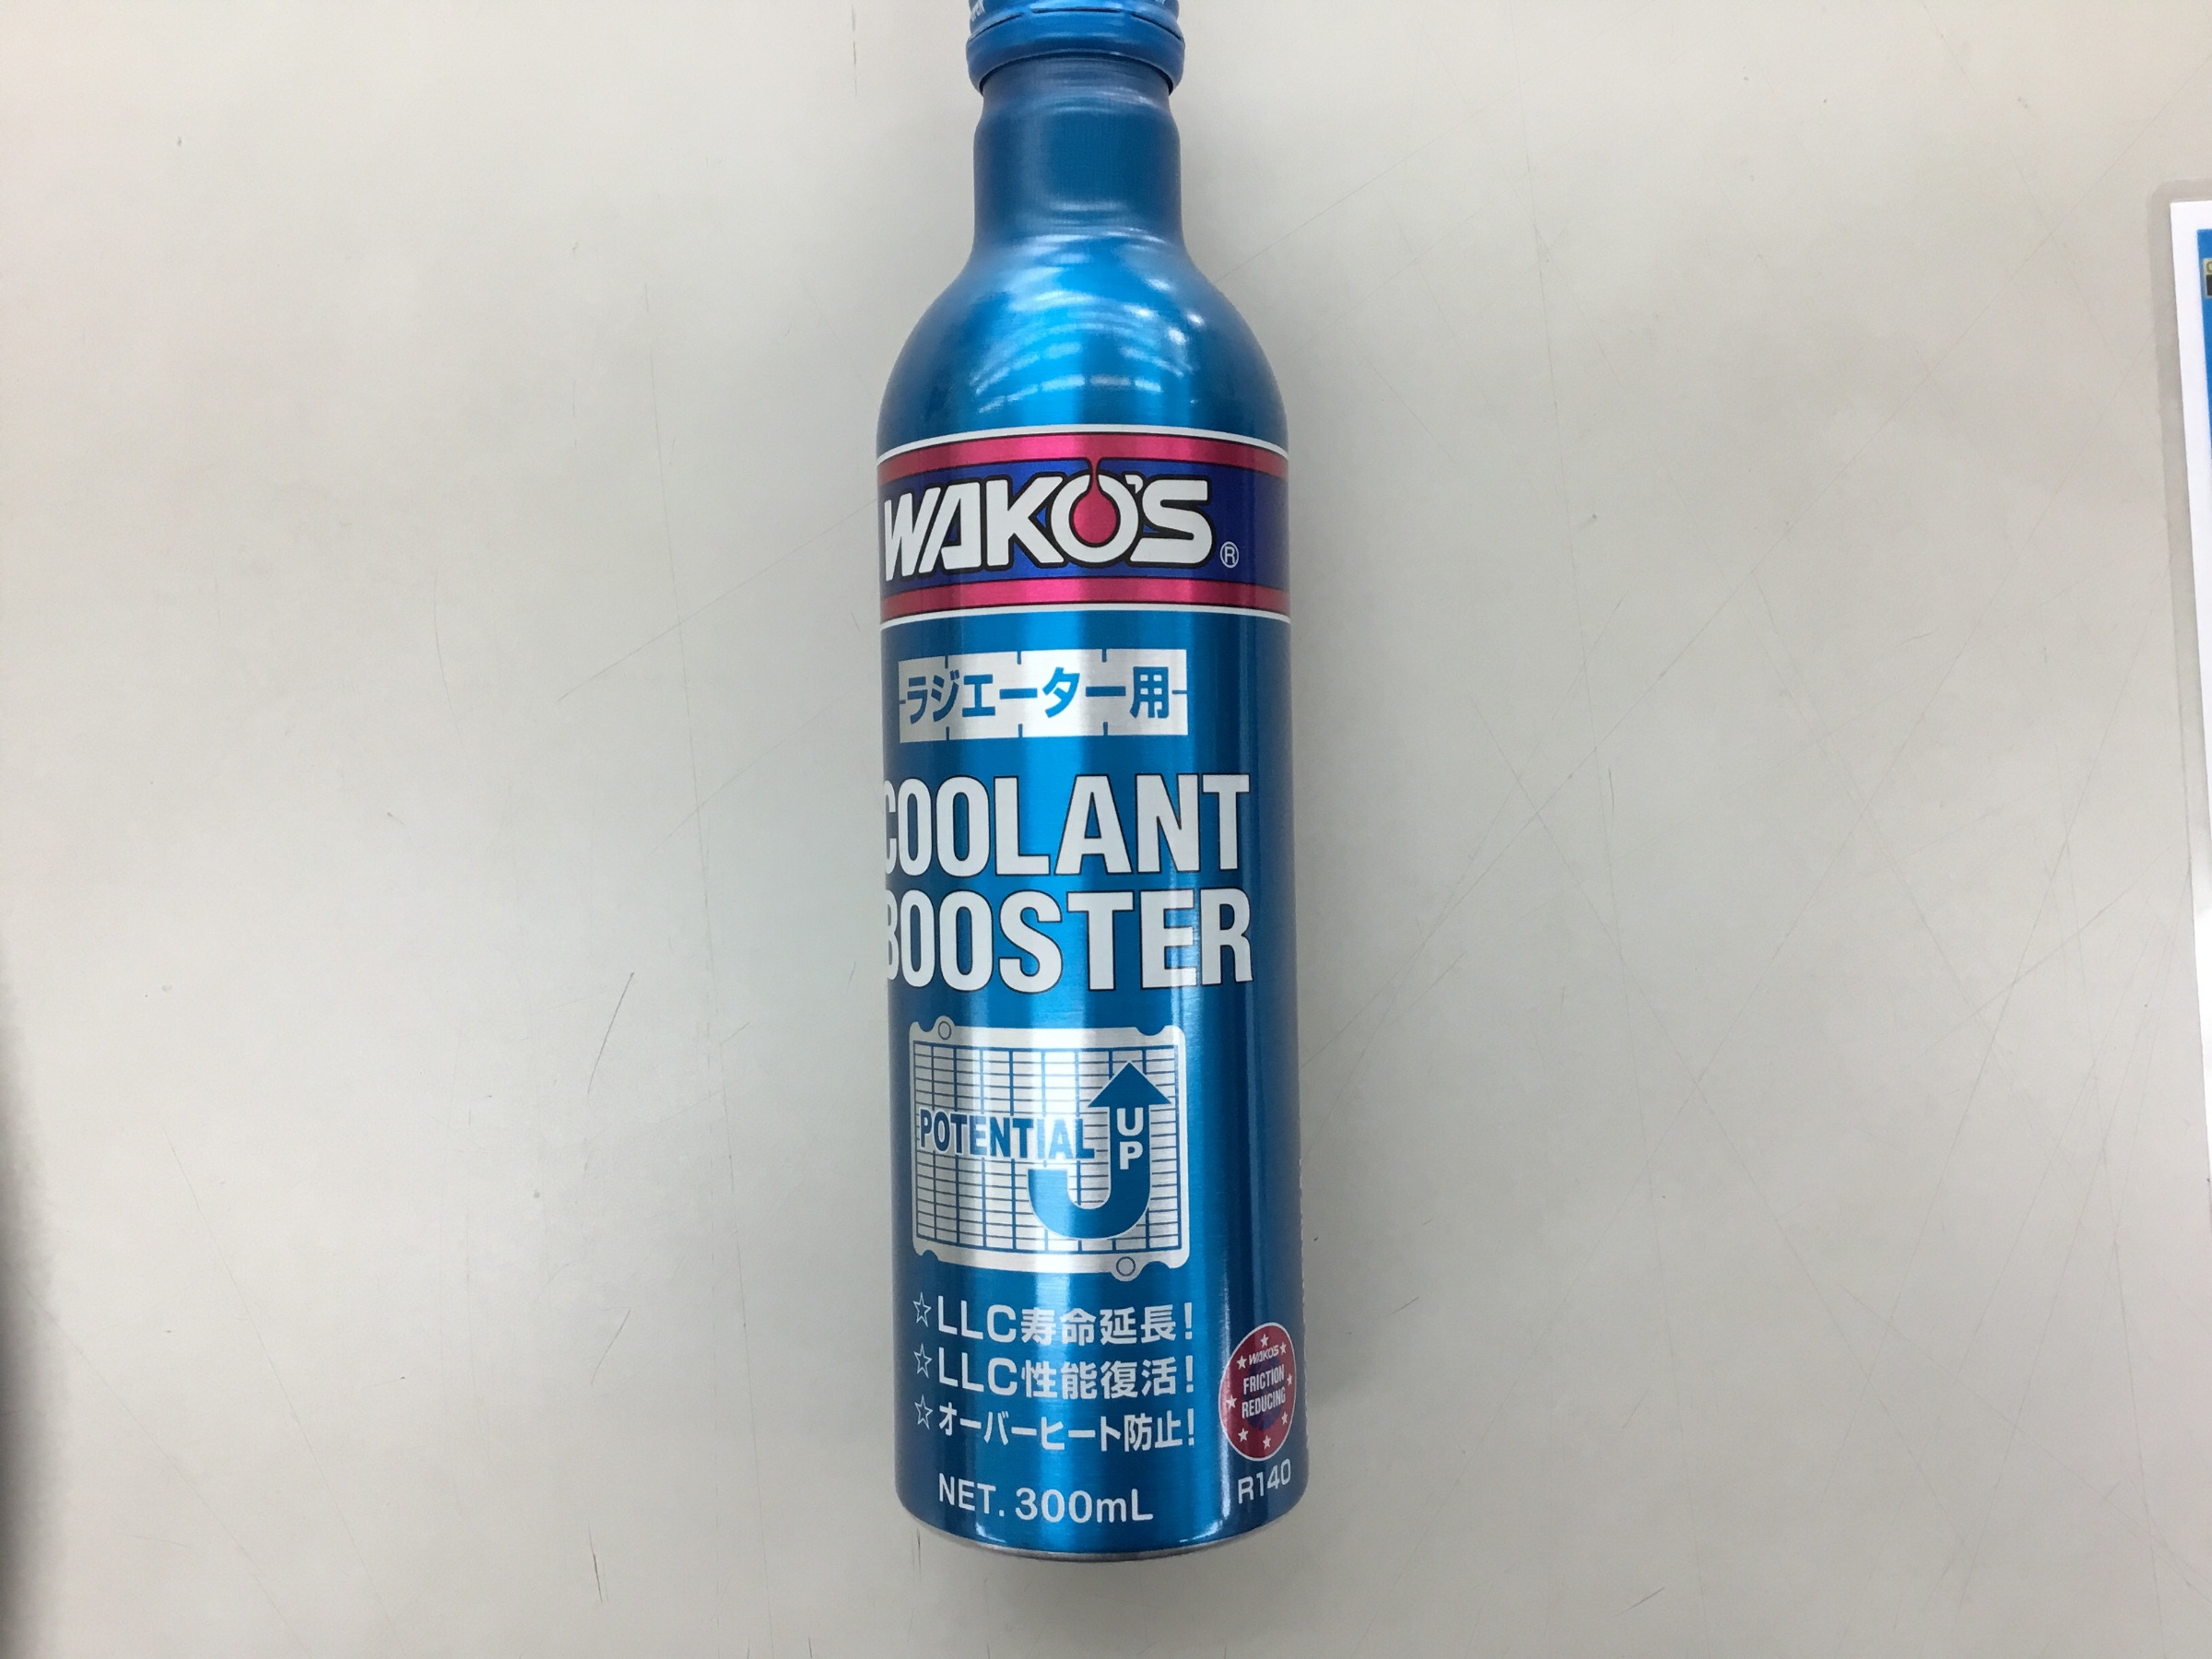 WAKO'S®
ラジエーター用
COOLANT
BOOSTER
POTENTIAL UP
☆LLC寿命延長!
☆LLC性能復活!
☆オーバーヒート防止!
WAKO'S
FRICTION
REDUCING
NET. 300mL
R140